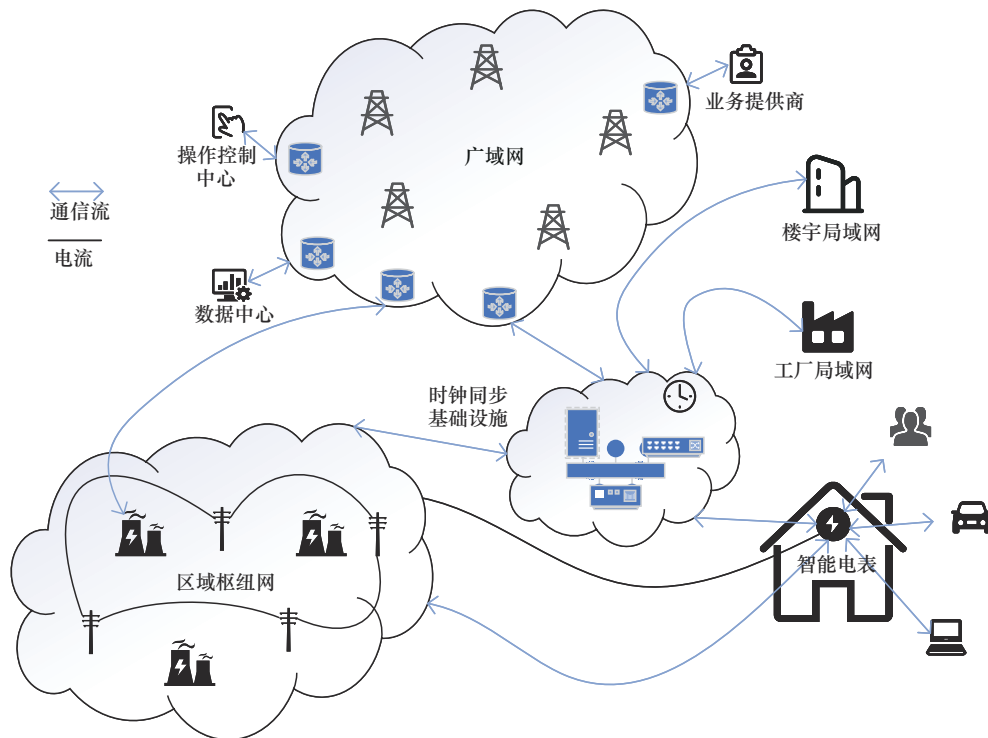 业务提供商
广域网
操作控制
中心
通信流
电流
楼宇局域网
数据中心
工厂局域网
时钟同步
基础设施
智能电表
区域枢纽网